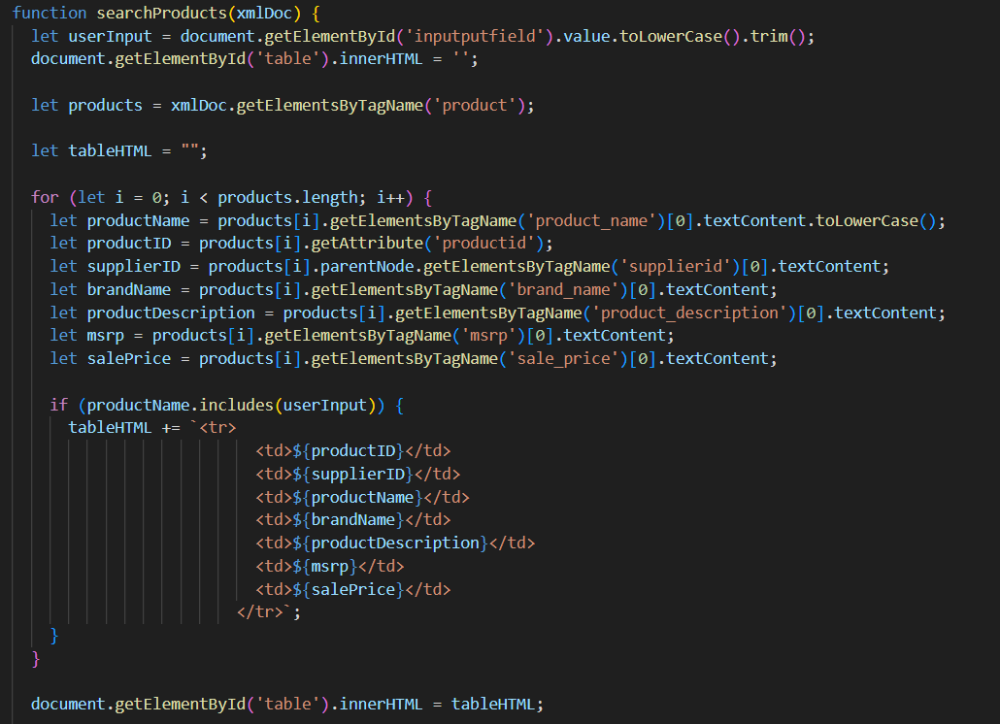 function searchProducts(xmlDoc) {
let userInput = document.getElementById('inputputfield').value.toLowerCase().trim();
document.getElementById('table').innerHTML = '';
let products = xmlDoc.getElementsByTagName('product');
let tableHTML = "";
for (let i = 0; i < products.length; i++) {
let productName = products[i].getElementsByTagName('product_name')[0].textContent.toLowerCase();
let productID = products[i].getAttribute('productid');
let supplierID = products[i].parentNode.getElementsByTagName('supplierid')[0].textContent;
let brandName = products[i].getElementsByTagName('brand_name')[0].textContent;
let productDescription = products[i].getElementsByTagName('product_description')[0].textContent;
let msrp = products[i].getElementsByTagName('msrp')[0].textContent;
let salePrice = products[i].getElementsByTagName('sale_price')[0].textContent;
if (productName.includes(userInput)) {
tableHTML += `<tr>
<td>${productID}</td>
<td>${supplierID}</td>
<td>${productName}</td>
<td>${brandName}</td>
<td>${productDescription}</td>
<td>${msrp}</td>
<td>${salePrice}</td>
</tr>`;
}
}
document.getElementById('table').innerHTML = tableHTML;